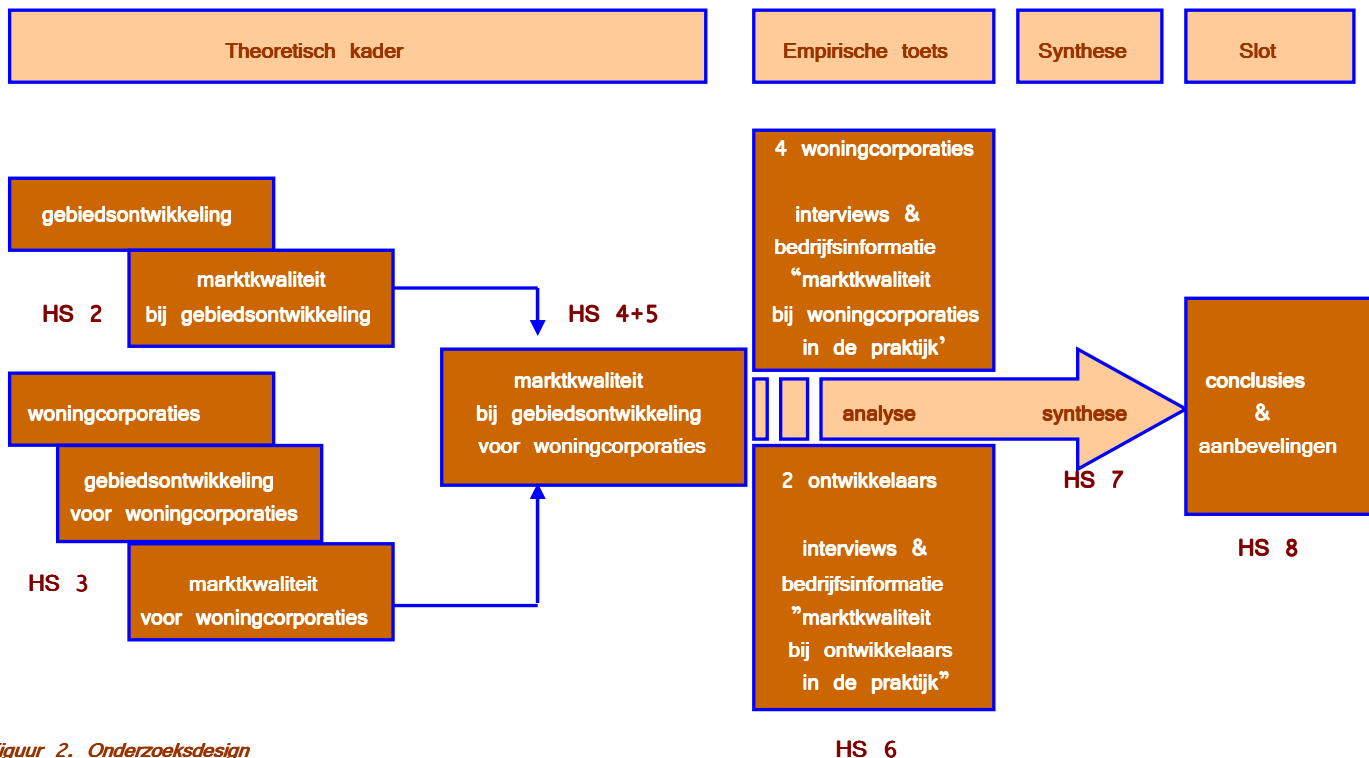 Theoretisch kader
Empirische toets
Synthese
Slot
gebiedsontwikkeling
marktkwaliteit
bij gebiedsontwikkeling
HS 2
woningcorporaties
gebiedsontwikkeling
voor woningcorporaties
marktkwaliteit
voor woningcorporaties
HS 3
HS 4+5
marktkwaliteit
bij gebiedsontwikkeling
voor woningcorporaties
4 woningcorporaties
interviews &
bedrijfsinformatie
“marktkwaliteit
bij woningcorporaties
in de praktijk’
analyse
synthese
HS 7
2 ontwikkelaars
interviews &
bedrijfsinformatie
”marktkwaliteit
bij ontwikkelaars
in de praktijk”
HS 6
conclusies
&
aanbevelingen
HS 8
iguur 2. Onderzoeksdesign